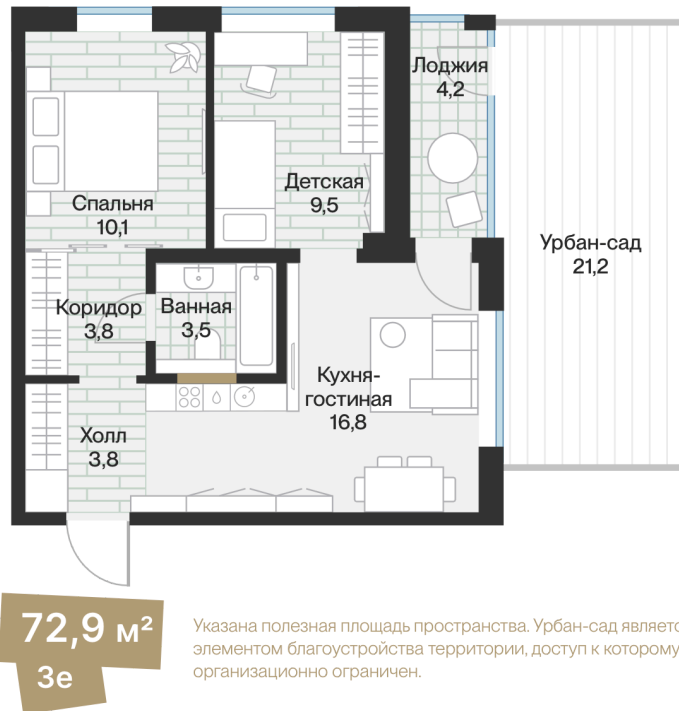 Лоджия
4,2
Детская
9,5
Спальня
10,1
Урбан-сад
21,2
Коридор
3,8
Ванная
3,5
Кухня-
гостиная
16,8
Холл
3,8
72,9 м²
3е
Указана полезная площадь пространства. Урбан-сад являетс
элементом благоустройства территории, доступ к которому
организационно ограничен.